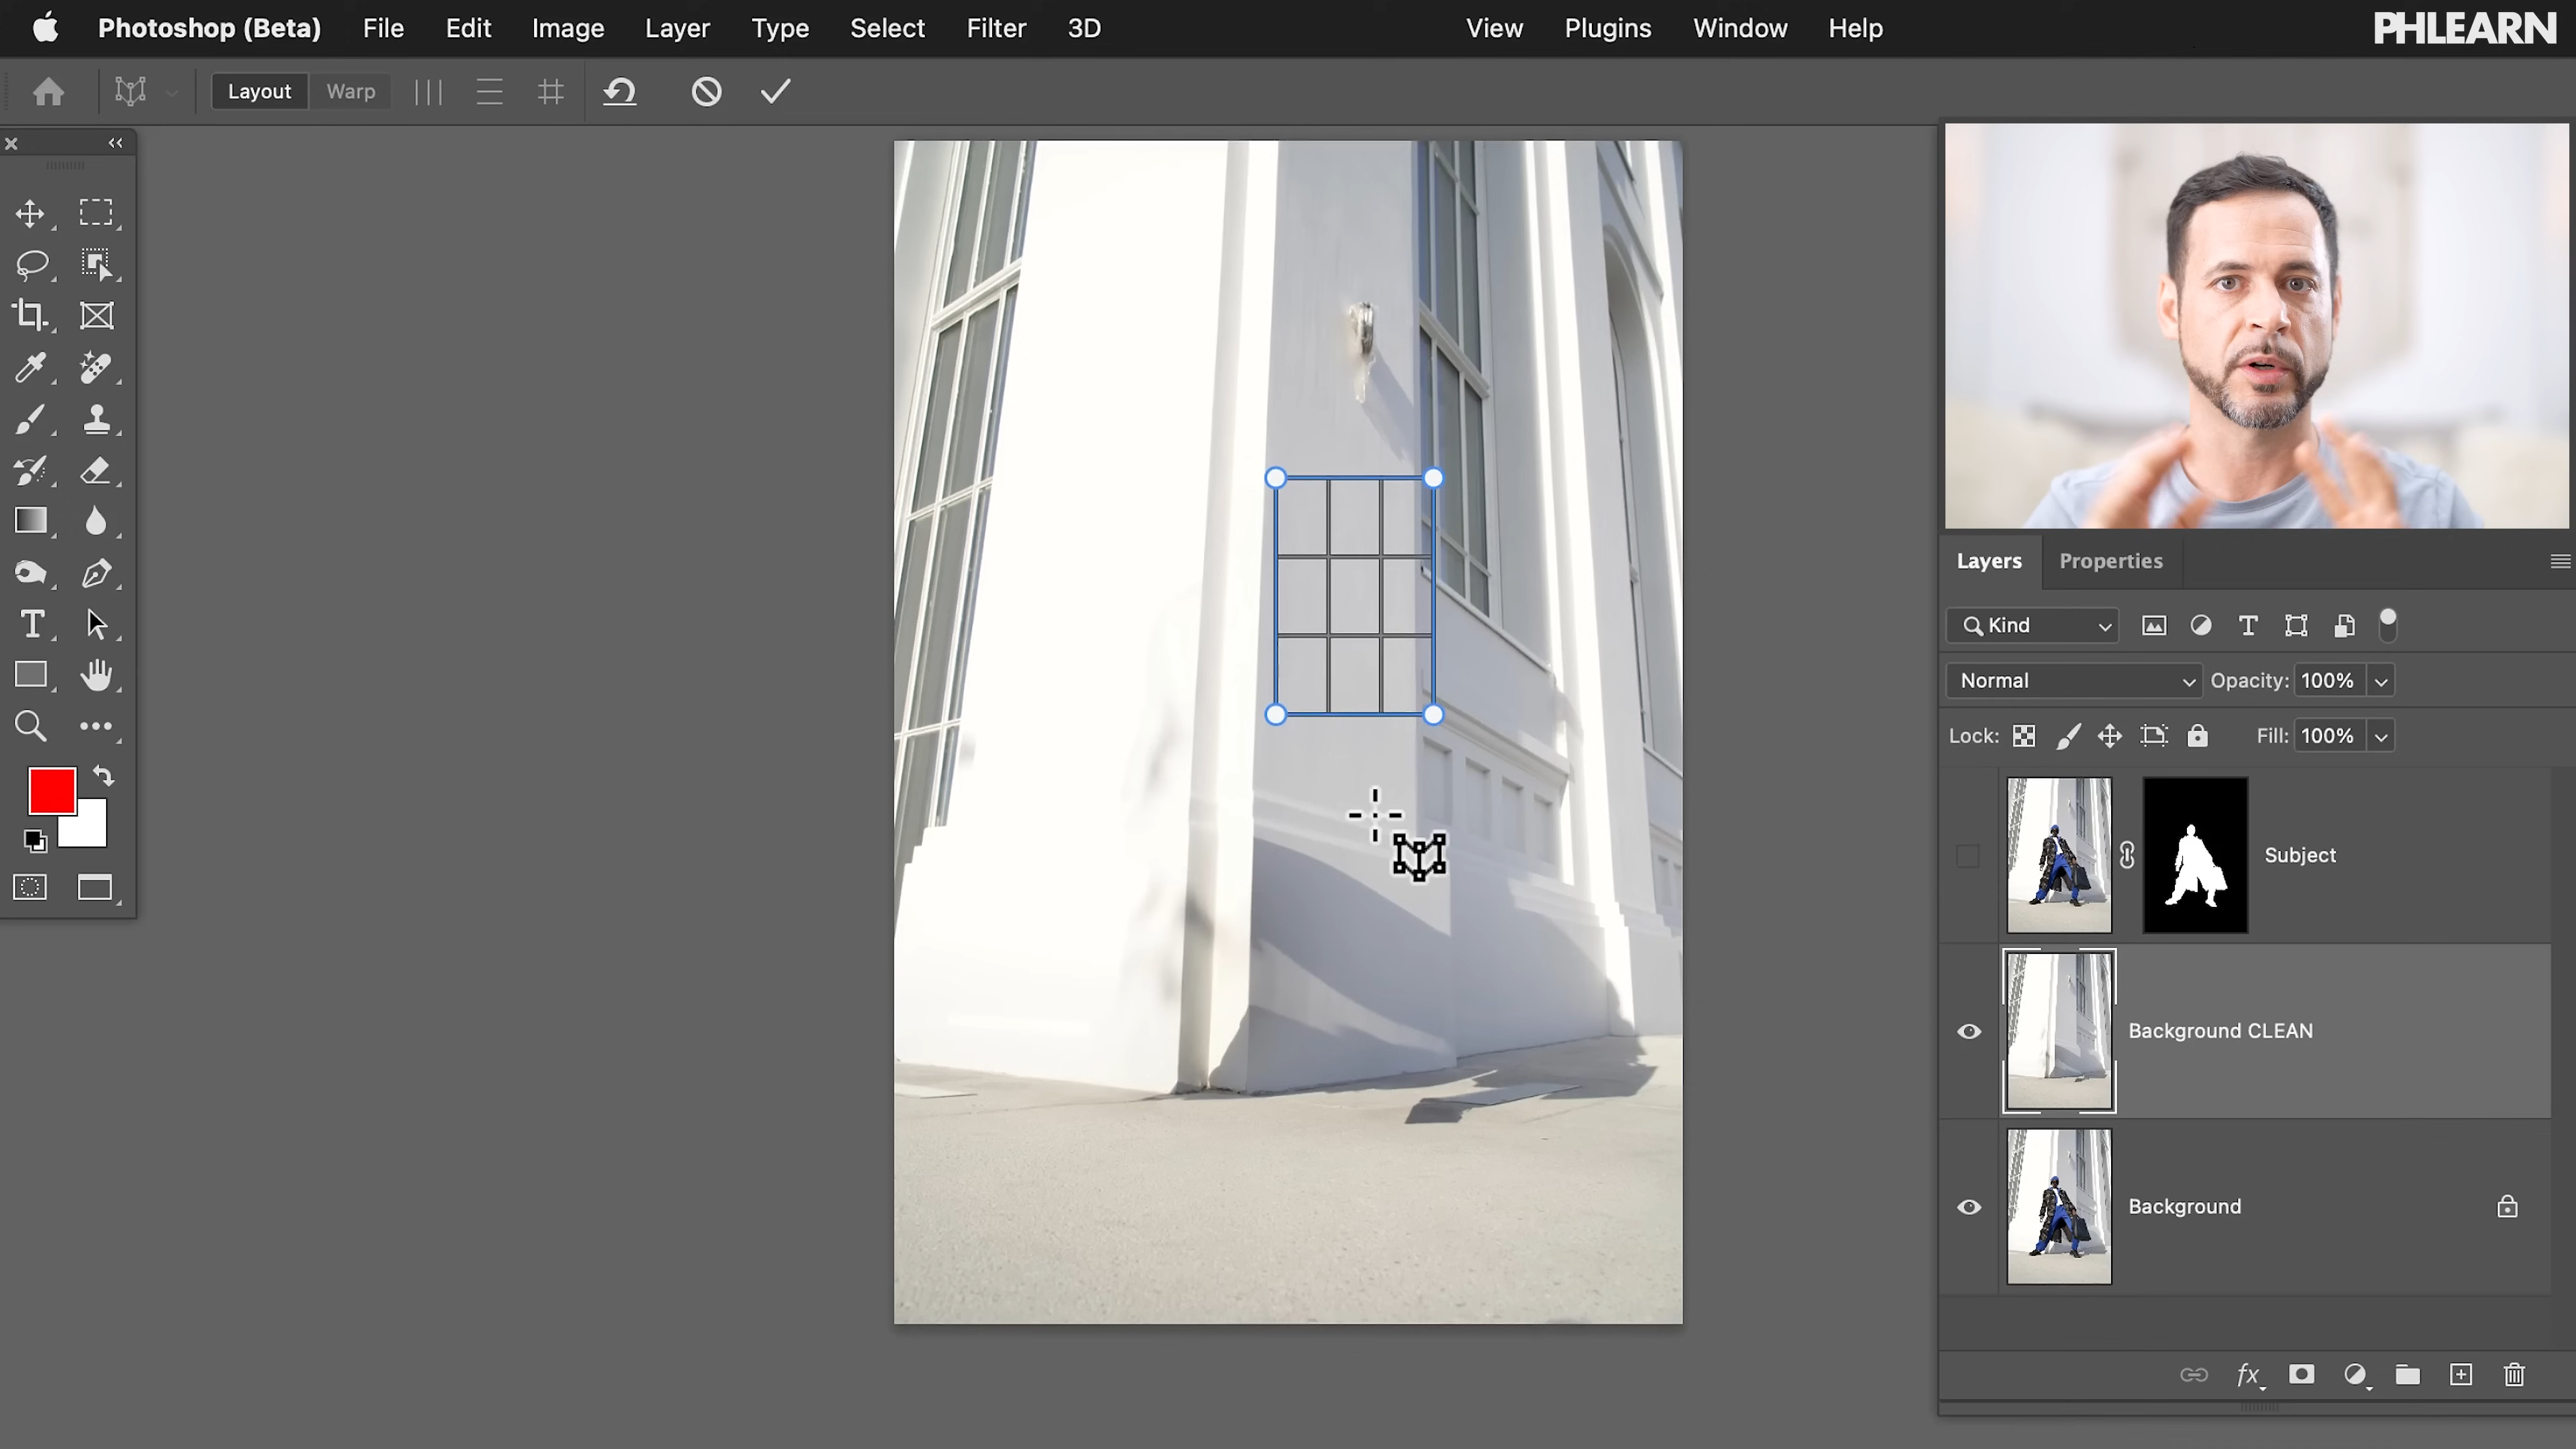 Photoshop (Beta) File Edit Image Layer Type Select Filter 3D View Plugins Window Help
PHLEARN
Layout Warp
Layers Properties
Kind
Normal Opacity: 100%
Lock: Fill: 100%
Subject
Background CLEAN
Background
fx